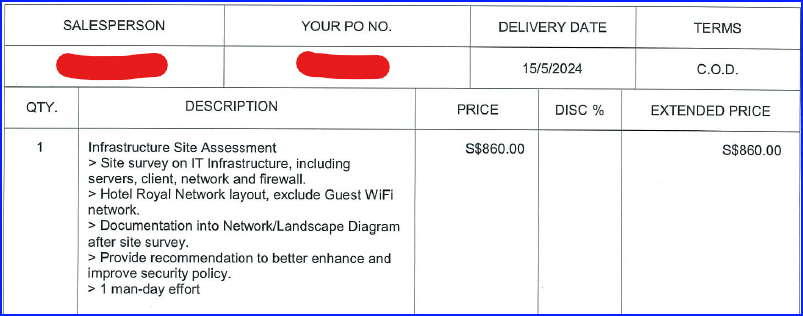 SALESPERSON YOUR PO NO. DELIVERY DATE TERMS
15/5/2024 C.O.D.
QTY. DESCRIPTION PRICE DISC % EXTENDED PRICE
1 Infrastructure Site Assessment S$860.00 S$860.00
> Site survey on IT Infrastructure, including
servers, client, network and firewall.
> Hotel Royal Network layout, exclude Guest WiFi
network.
> Documentation into Network/Landscape Diagram
after site survey.
> Provide recommendation to better enhance and
improve security policy.
> 1 man-day effort